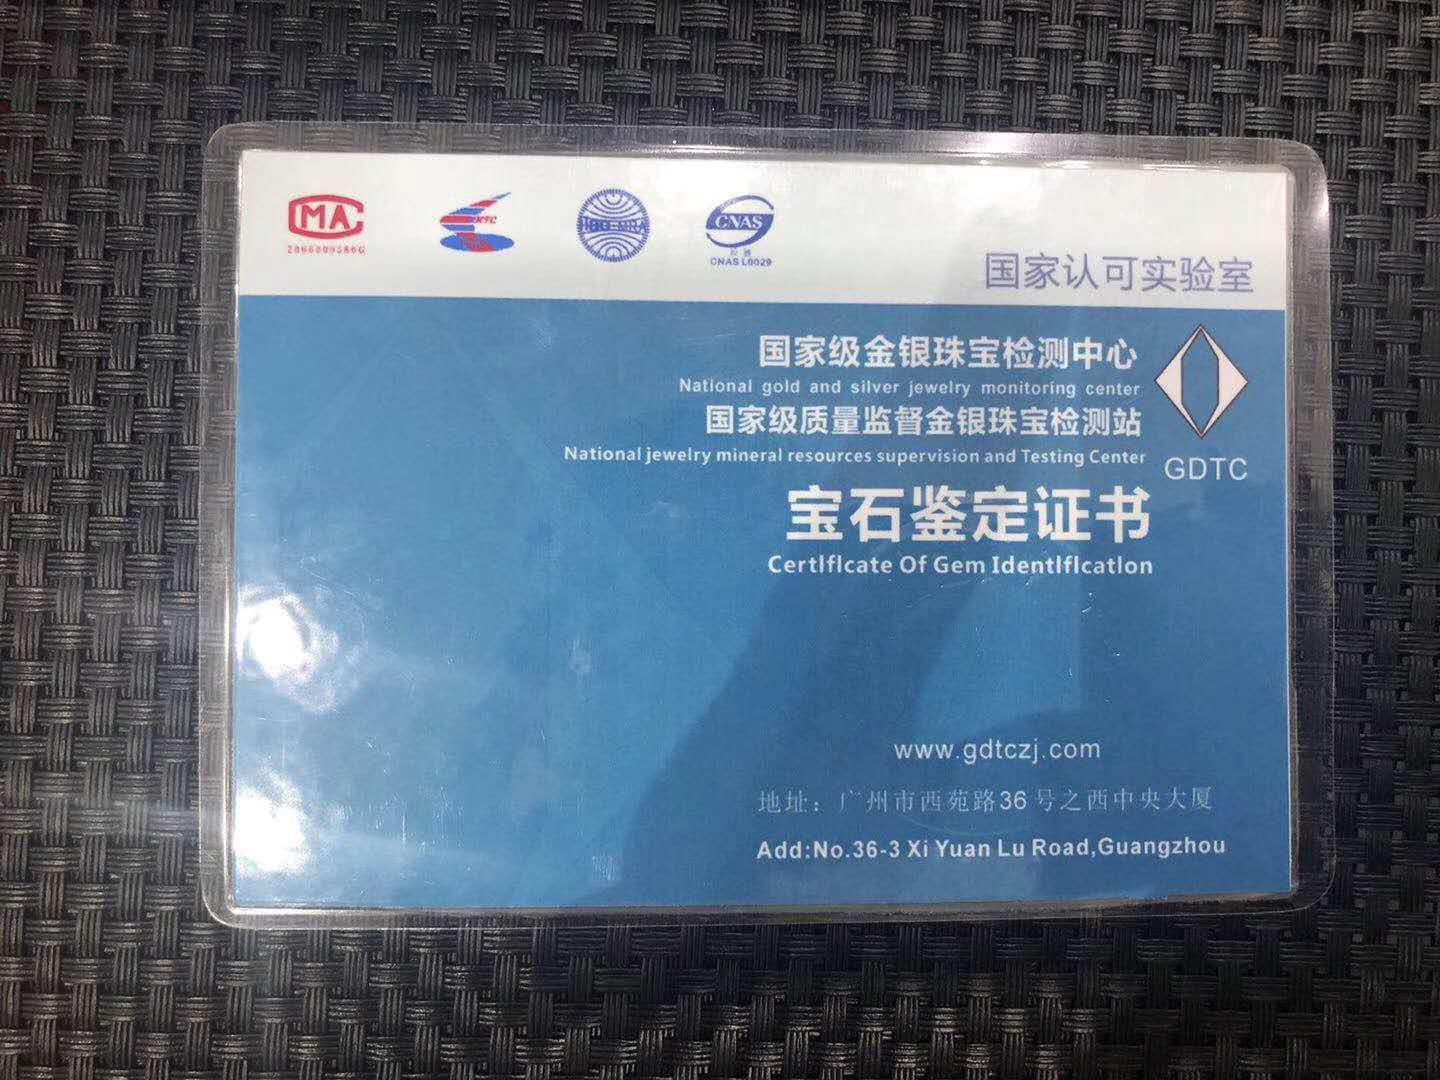 CMA
2006009586G
CNAS
CNAS L0029
国家认可实验室
国家级金银珠宝检测中心
National gold and silver jewelry monitoring center
国家级质量监督金银珠宝检测站
National jewelry mineral resources supervision and Testing Center
GDTC
宝石鉴定证书
CertIfIcate Of Gem IdentIfIcatIon
www.gdtczj.com
地址：广州市西苑路36号之西中央大厦
Add:No.36-3 Xi Yuan Lu Road,Guangzhou